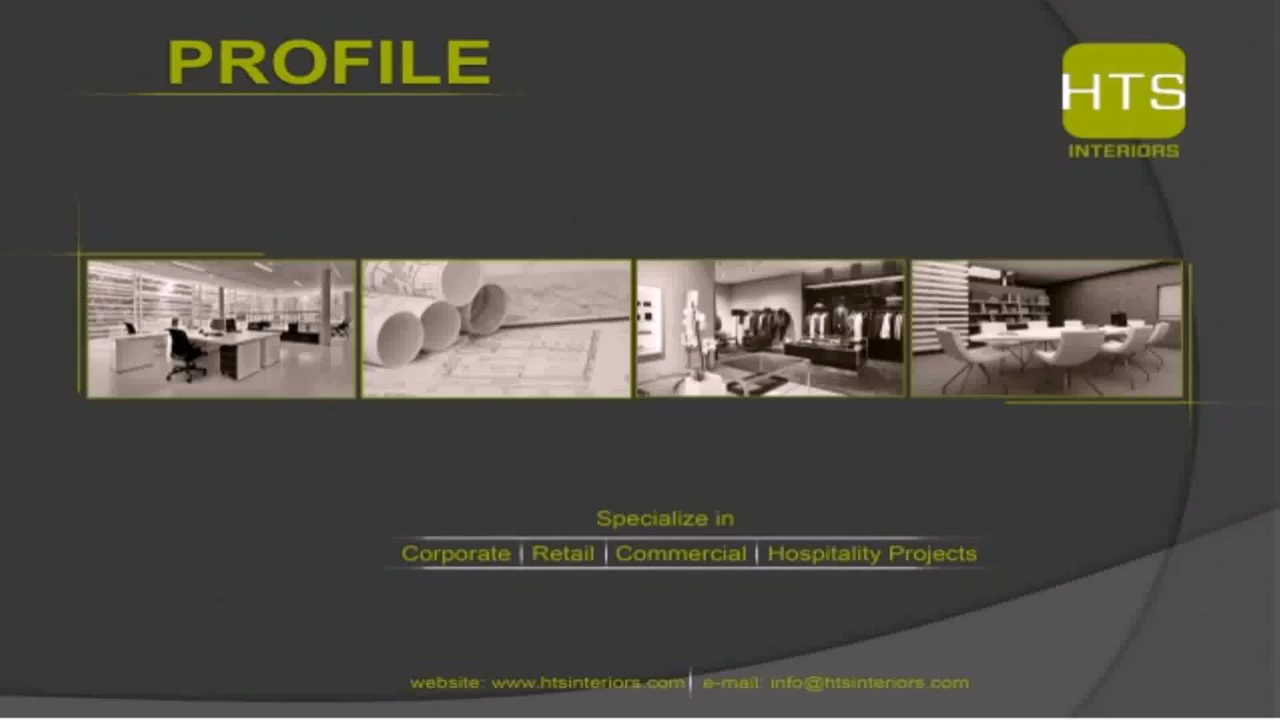 PROFILE
HTS
INTERIORS
Specialize in
Corporate | Retail | Commercial | Hospitality Projects
website: www.htsinteriors.com | e-mail: info@htsinteriors.com